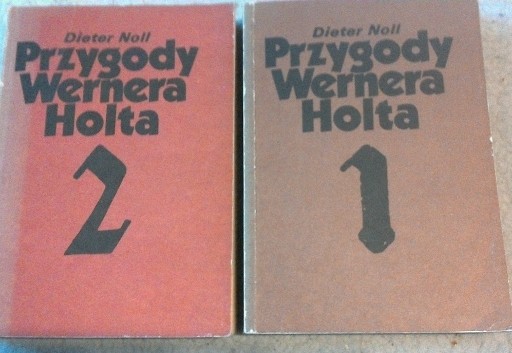 Dieter Noll
Przygody
Wernera
Holta
2
Dieter Noll
Przygody
Wernera
Holta
1